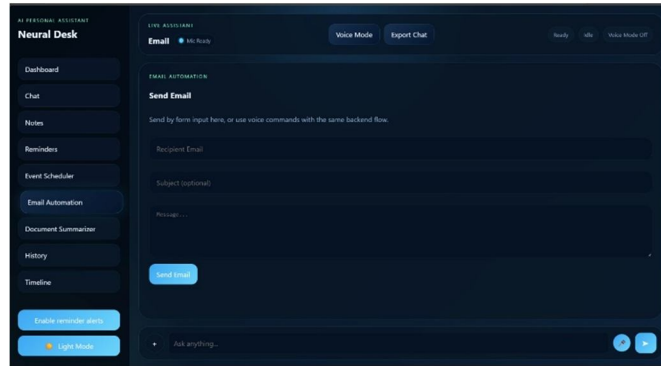 AI PERSONAL ASSISTANT
Neural Desk
Dashboard
Chat
Notes
Reminders
Event Scheduler
Email Automation
Document Summarizer
History
Timeline
Enable reminder alerts
Light Mode
LIVE ASSISTANT
Email
Mic Ready
Voice Mode
Export Chat
Ready
Idle
Voice Mode Off
EMAIL AUTOMATION
Send Email
Send by form input here, or use voice commands with the same backend flow.
Recipient Email
Subject (optional)
Message...
Send Email
+
Ask anything...